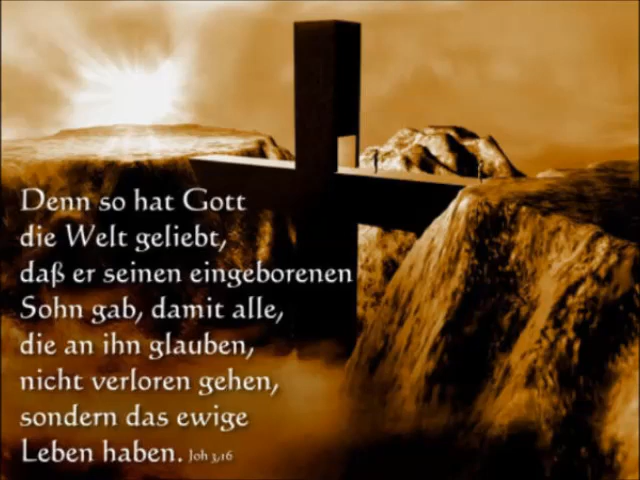 Denn so hat Gott
die Welt geliebt,
daß er seinen eingeborenen
Sohn gab, damit alle,
die an ihn glauben,
nicht verloren gehen,
sondern das ewige
Leben haben. Joh 3,16